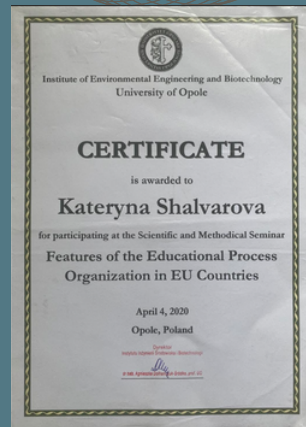 Institute of Environmental Engineering and Biotechnology
University of Opole
CERTIFICATE
is awarded to
Kateryna Shalvarova
for participating at the Scientific and Methodical Seminar
Features of the Educational Process
Organization in EU Countries
April 4, 2020
Opole, Poland
Dyrektor